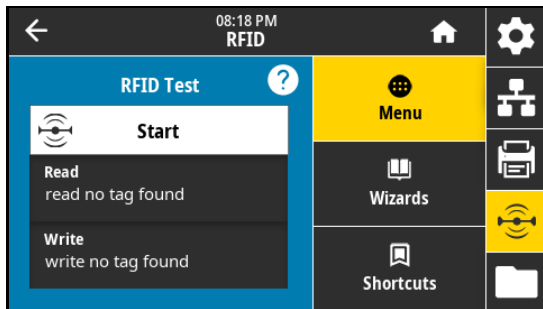 08:18 PM
RFID
RFID Test
?
Start
Read
read no tag found
Write
write no tag found
Menu
Wizards
Shortcuts